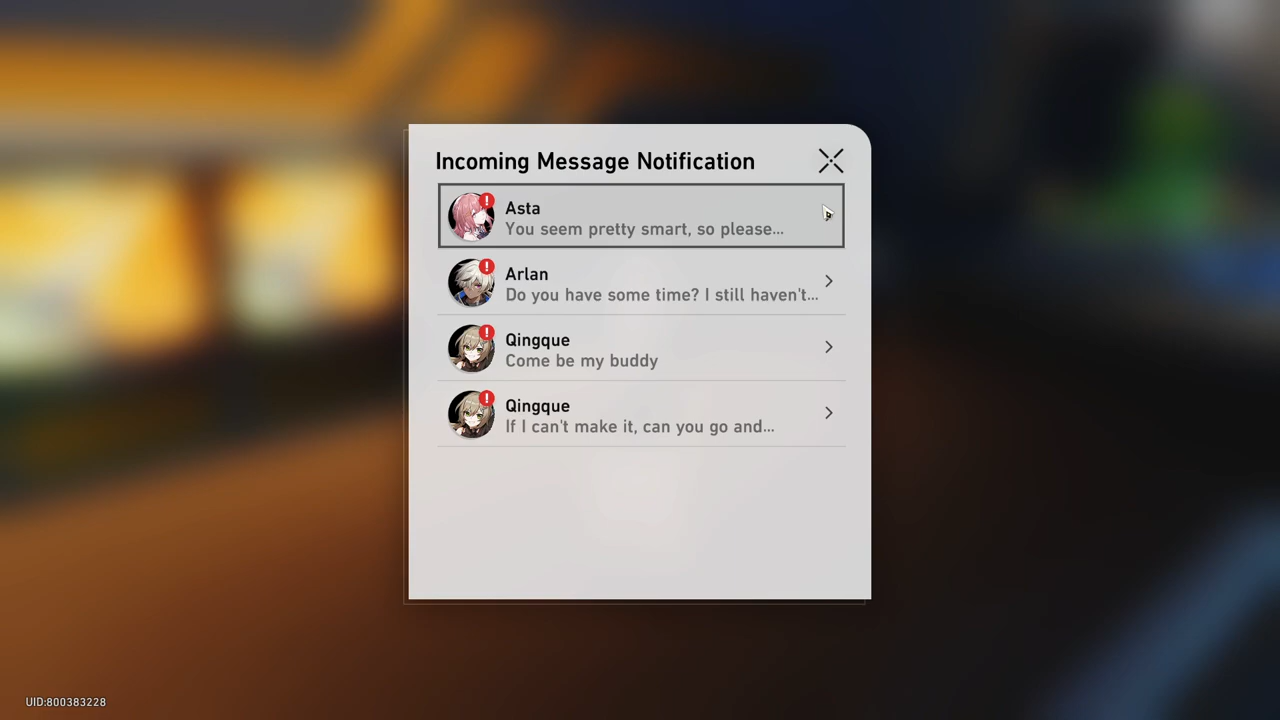 Incoming Message Notification
Asta
You seem pretty smart, so please...
Arlan
Do you have some time? I still haven't...
Qingque
Come be my buddy
Qingque
If I can't make it, can you go and...
UID:800383228